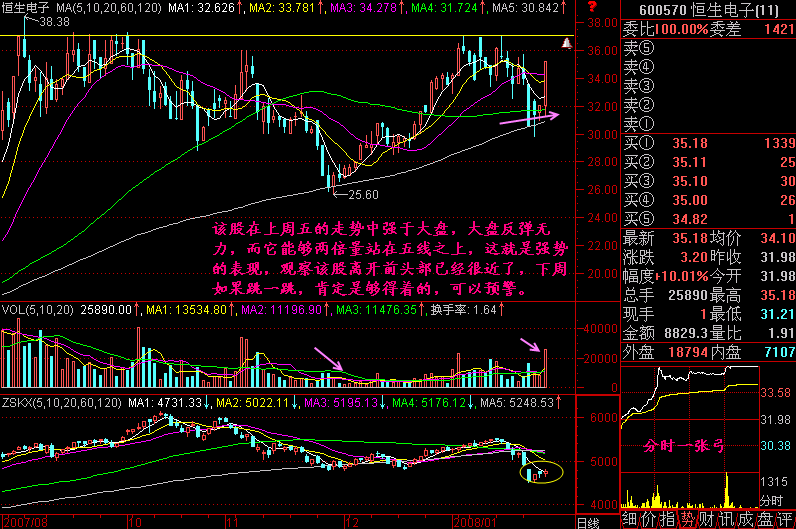 恒生电子 MA(5,10,20,60,120) MA1: 32.626↑, MA2: 33.781↑, MA3: 34.278↑, MA4: 31.724↑, MA5: 30.842↑ ?
38.37
38.00
36.00
34.00
32.00
30.00
28.00
26.00
24.00
22.00
20.00
25.60
该股在上周五的走势中强于大盘，大盘反弹无
力，而它能够两倍量站在五线之上，这就是强势
的表现，观察该股离开前头部已经很近了，下周
如果跳一跳，肯定是够得着的，可以预警。
VOL(5,10,20) 25890.00↑, MA1: 13534.80↑, MA2: 11196.90↑, MA3: 11476.35↑, 换手率: 1.64↑
40000
20000
0
ZSKX(5,10,20,60,120) MA1: 4731.33↓, MA2: 5022.11↓, MA3: 5195.13↓, MA4: 5176.12↓, MA5: 5248.53↑
6000
5000
4000
2007/08 10 11 12 2008/01 日线
600570 恒生电子(11)
委比100.00% 委差 1421
卖⑤
卖④
卖③
卖②
卖①
买① 35.18 1339
买② 35.11 25
买③ 35.10 30
买④ 35.00 26
买⑤ 34.82 1
最新 35.18 均价 34.10
涨跌 3.20 昨收 31.98
幅度+10.01% 今开 31.98
总手 25890 最高 35.18
现手 1 最低 31.21
金额 8829.3 量比 1.91
外盘 18794 内盘 7107
33.58
31.98
30.38
分时一张弓
1315
分时
细价指势财讯成盘评